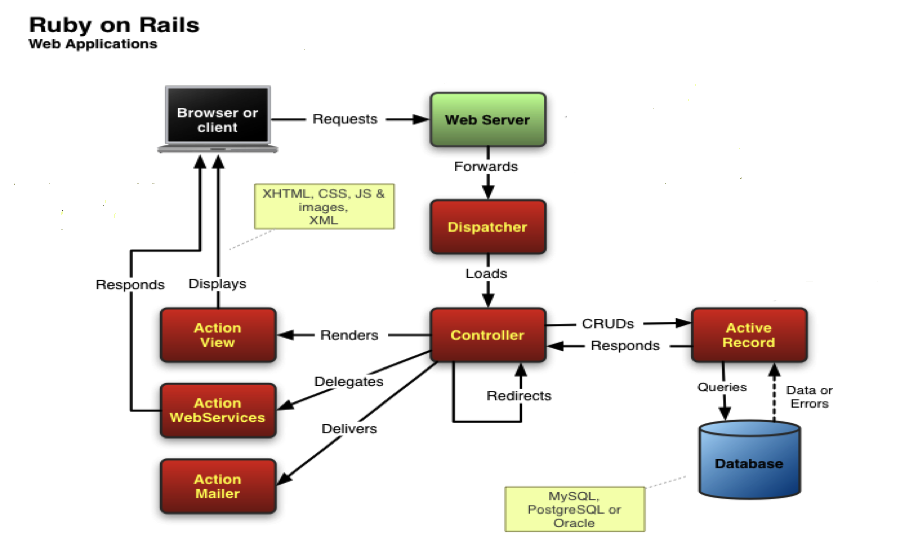 Ruby on Rails
Web Applications
Browser or
client
Requests
Web Server
Forwards
XHTML, CSS, JS &
images,
XML
Dispatcher
Loads
Responds
Displays
Action
View
Renders
Controller
CRUDs
Responds
Active
Record
Action
WebServices
Delegates
Redirects
Queries
Data or
Errors
Delivers
Action
Mailer
Database
MySQL,
PostgreSQL or
Oracle